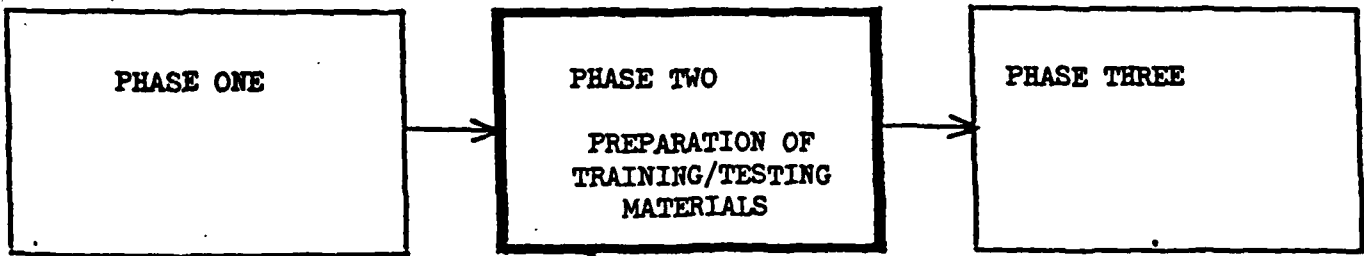 PHASE ONE
PHASE TWO
PREPARATION OF
TRAINING/TESTING
MATERIALS
PHASE THREE